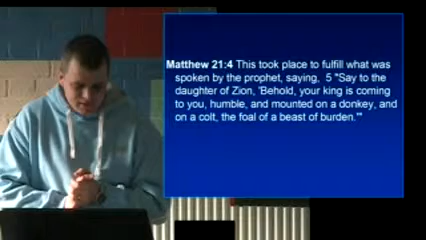 Matthew 21:4 This took place to fulfill what was
spoken by the prophet, saying,  5 "Say to the
daughter of Zion, 'Behold, your king is coming
to you, humble, and mounted on a donkey, and
on a colt, the foal of a beast of burden.'"